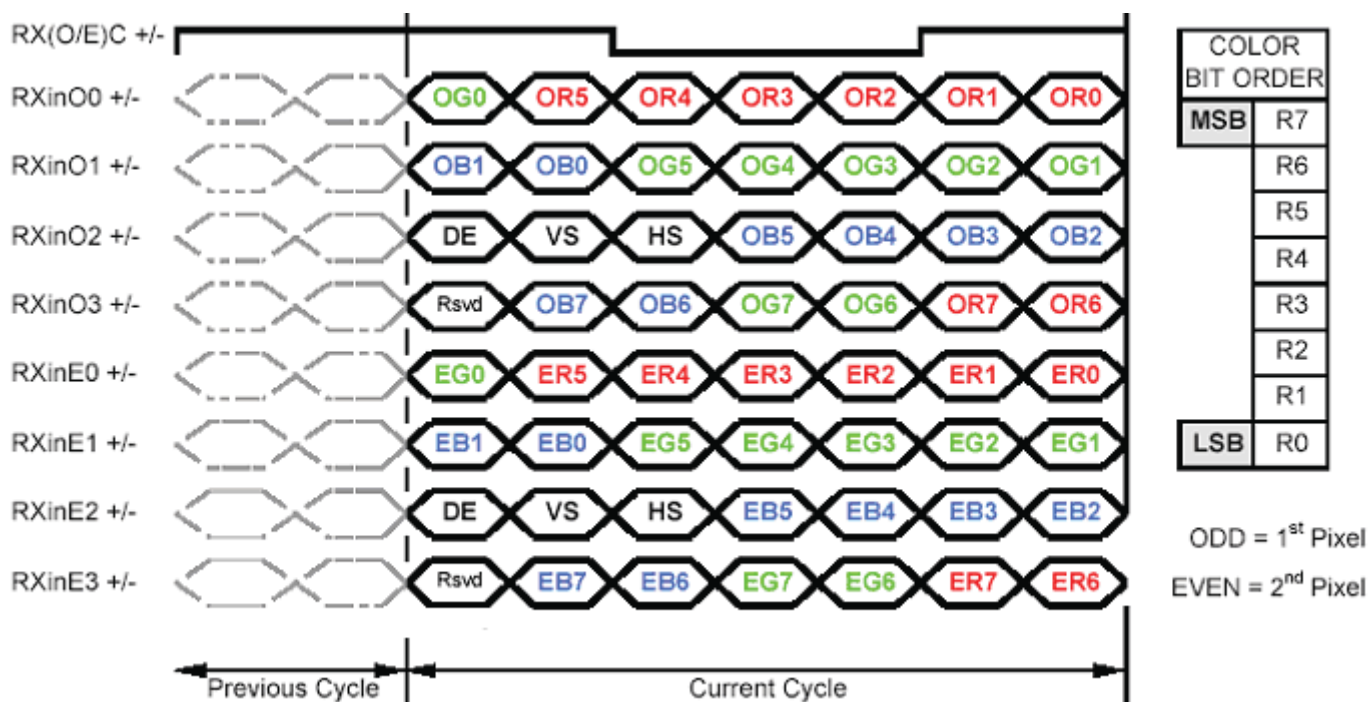 RX(O/E)C +/-
RXinO0 +/- OG0 OR5 OR4 OR3 OR2 OR1 OR0
RXinO1 +/- OB1 OB0 OG5 OG4 OG3 OG2 OG1
RXinO2 +/- DE VS HS OB5 OB4 OB3 OB2
RXinO3 +/- Rsvd OB7 OB6 OG7 OG6 OR7 OR6
RXinE0 +/- EG0 ER5 ER4 ER3 ER2 ER1 ER0
RXinE1 +/- EB1 EB0 EG5 EG4 EG3 EG2 EG1
RXinE2 +/- DE VS HS EB5 EB4 EB3 EB2
RXinE3 +/- Rsvd EB7 EB6 EG7 EG6 ER7 ER6
Previous Cycle Current Cycle
COLOR
BIT ORDER
MSB R7
R6
R5
R4
R3
R2
R1
LSB R0
ODD = 1st Pixel
EVEN = 2nd Pixel